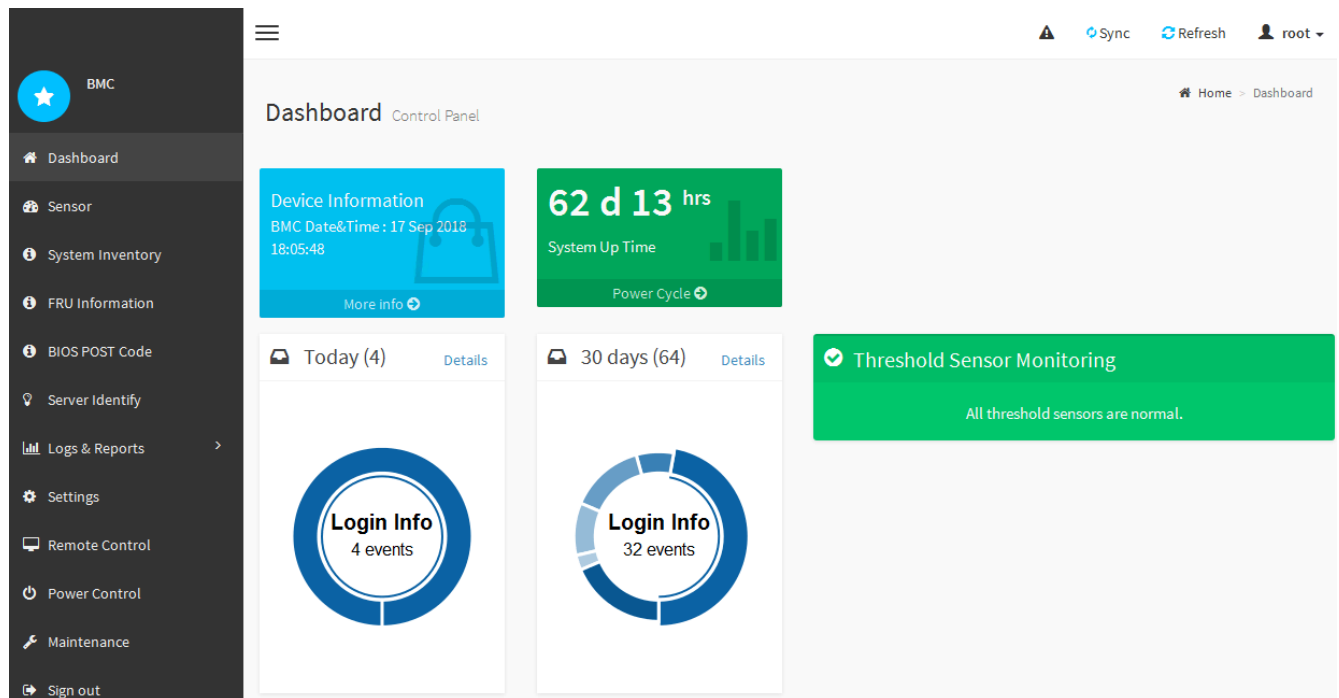 Sync
Refresh
root
BMC
Home > Dashboard
Dashboard Control Panel
Dashboard
Sensor
System Inventory
FRU Information
BIOS POST Code
Server Identify
Logs & Reports
Settings
Remote Control
Power Control
Maintenance
Sign out
Device Information
BMC Date&Time : 17 Sep 2018
18:05:48
More info
62 d 13 hrs
System Up Time
Power Cycle
Today (4) Details
Login Info
4 events
30 days (64) Details
Login Info
32 events
Threshold Sensor Monitoring
All threshold sensors are normal.